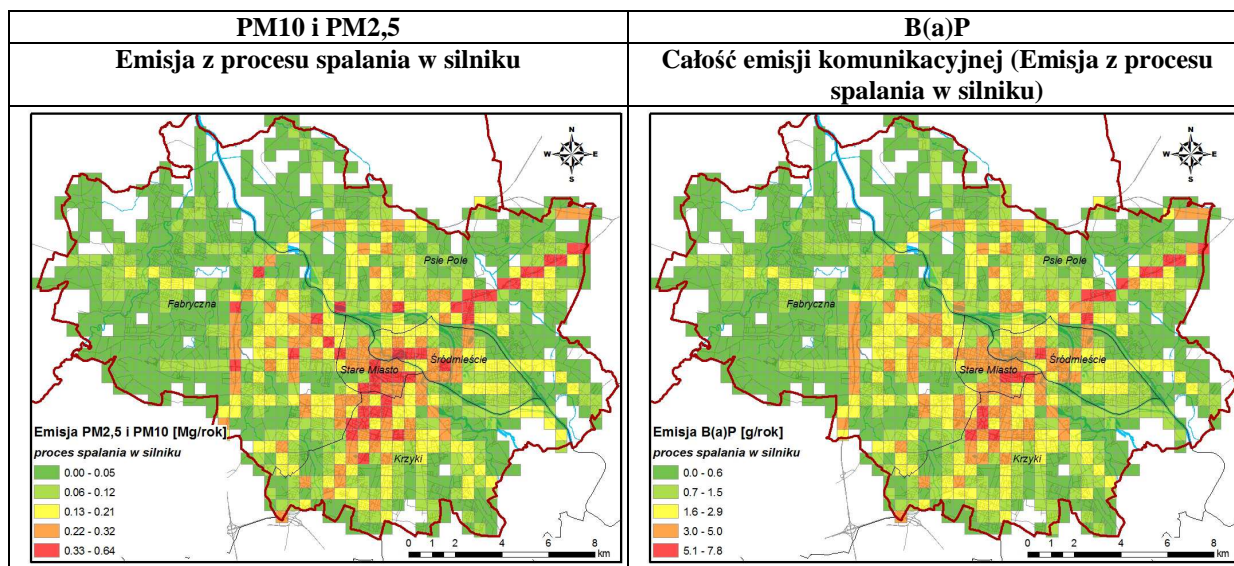 PM10 i PM2,5
B(a)P
Emisja z procesu spalania w silniku
Całość emisji komunikacyjnej (Emisja z procesu
spalania w silniku)
N
W E
S
Psie Pole
Fabryczna
Śródmieście
Stare Miasto
Krzyki
Emisja PM2,5 i PM10 [Mg/rok]
proces spalania w silniku
0.00 - 0.05
0.06 - 0.12
0.13 - 0.21
0.22 - 0.32
0.33 - 0.64
0 2 4 6 8
km
N
W E
S
Psie Pole
Fabryczna
Śródmieście
Stare Miasto
Krzyki
Emisja B(a)P [g/rok]
proces spalania w silniku
0.0 - 0.6
0.7 - 1.5
1.6 - 2.9
3.0 - 5.0
5.1 - 7.8
0 2 4 6 8
km